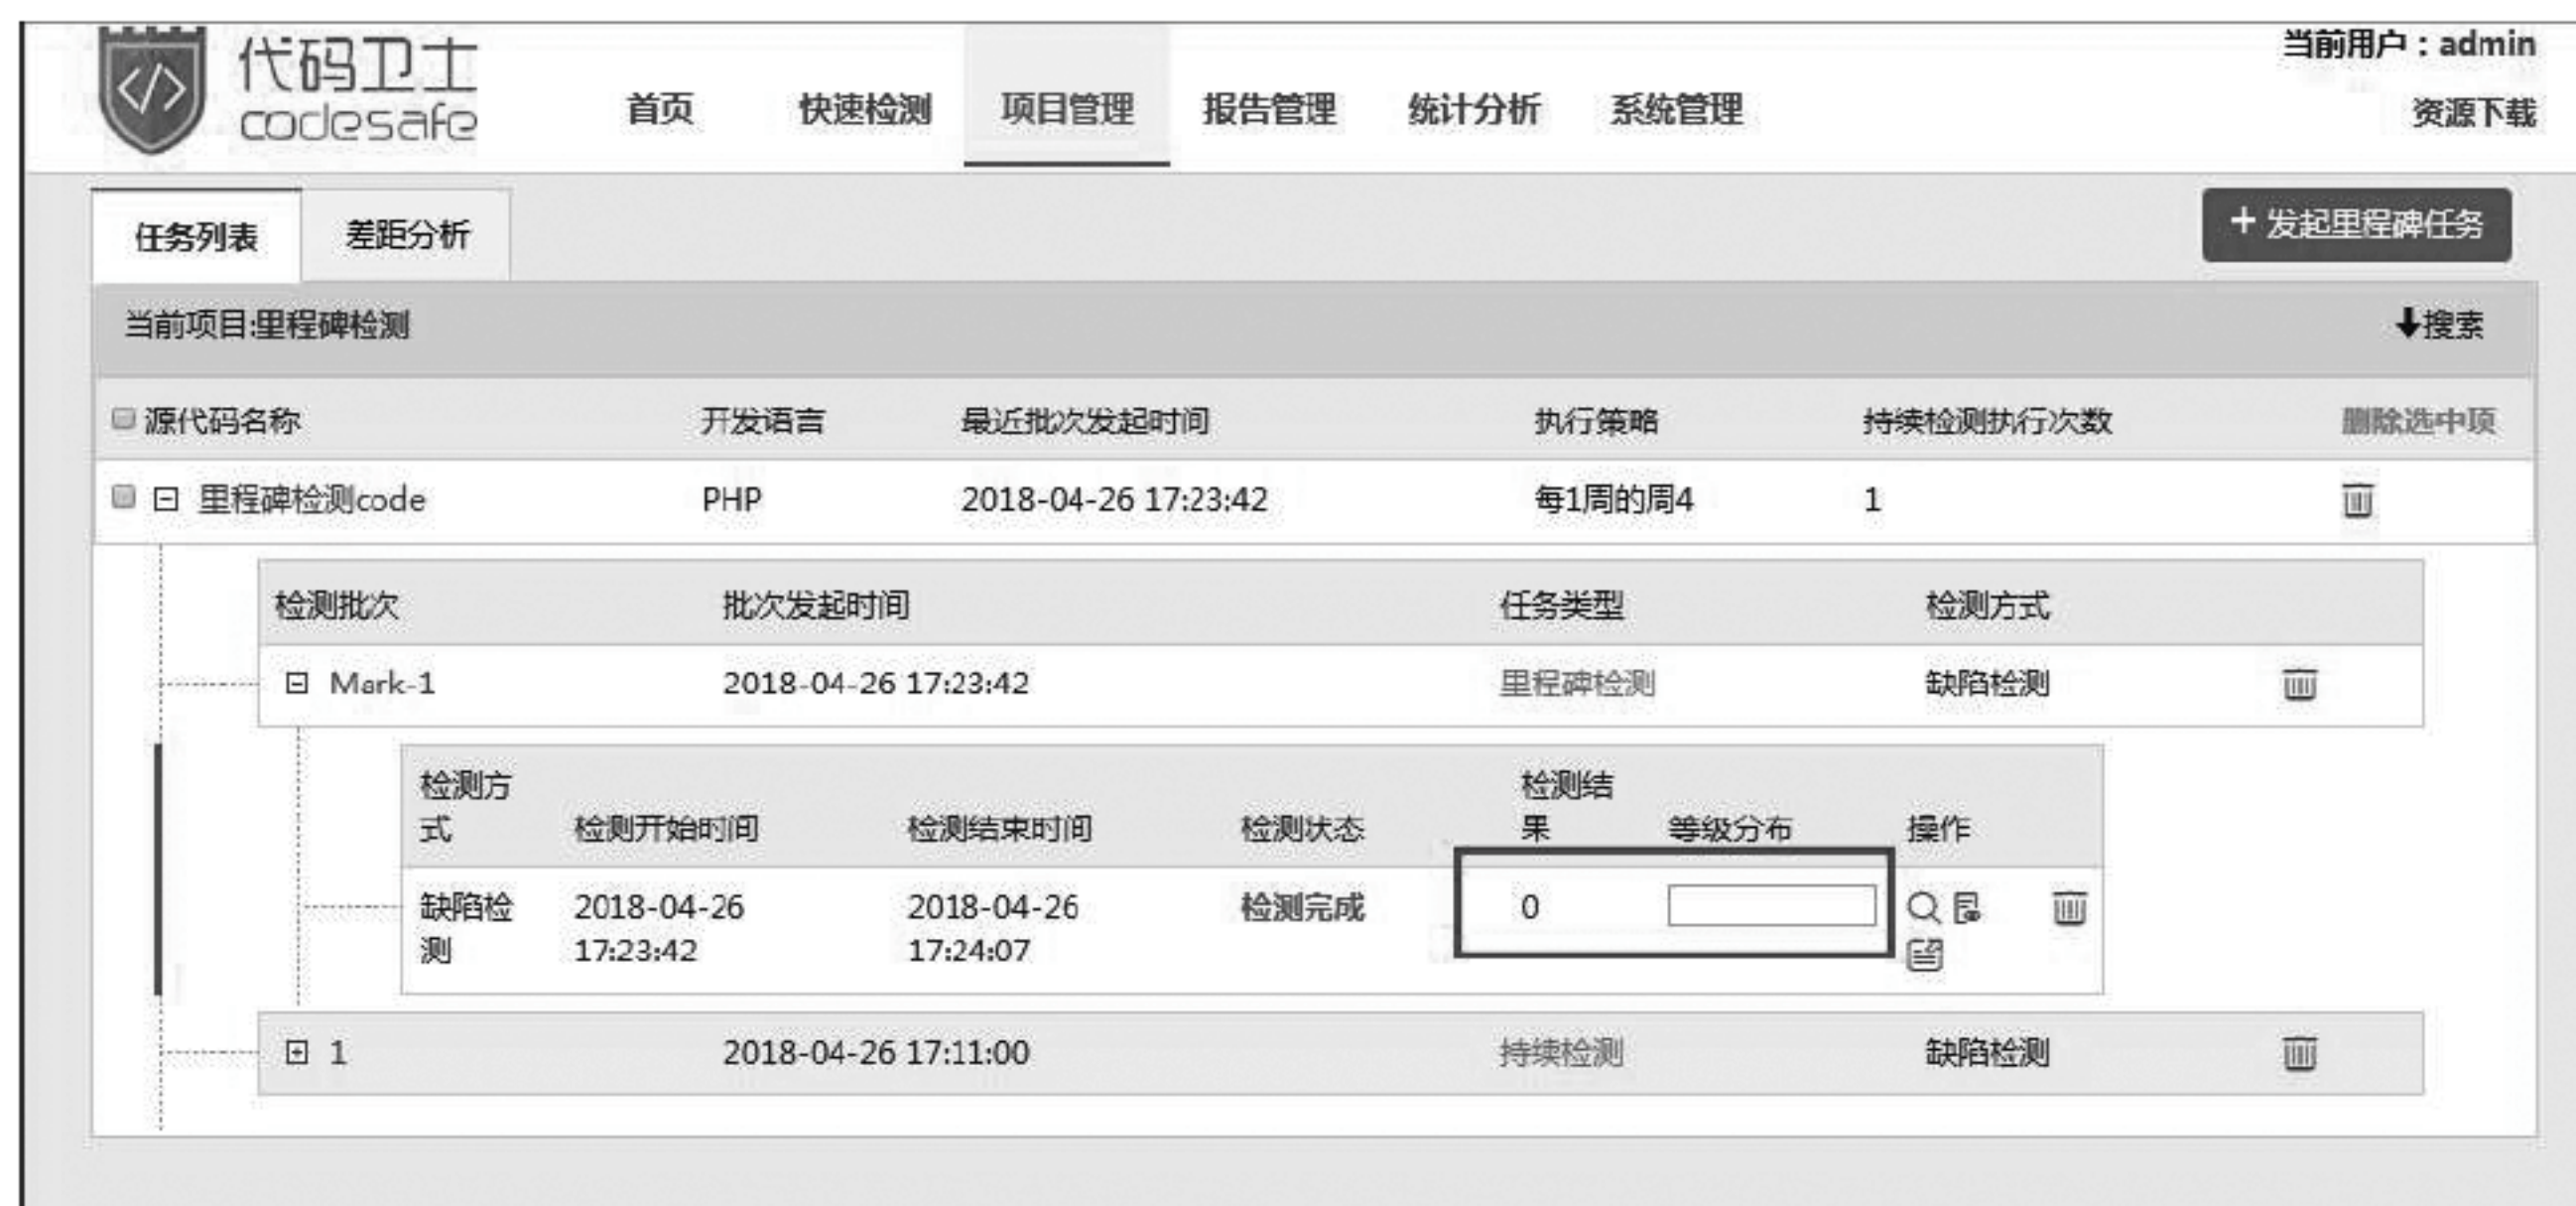 当前用户：admin
代码卫士
codesafe
首页 快速检测 项目管理 报告管理 统计分析 系统管理 资源下载
任务列表 差距分析 + 发起里程碑任务
当前项目:里程碑检测 搜索
源代码名称 开发语言 最近批次发起时间 执行策略 持续检测执行次数 删除选中项
里程碑检测code PHP 2018-04-26 17:23:42 每1周的周4 1
检测批次 批次发起时间 任务类型 检测方式
Mark-1 2018-04-26 17:23:42 里程碑检测 缺陷检测
检测方式 检测开始时间 检测结束时间 检测状态 检测结果 等级分布 操作
缺陷检测 2018-04-26 17:23:42 2018-04-26 17:24:07 检测完成 0
1 2018-04-26 17:11:00 持续检测 缺陷检测